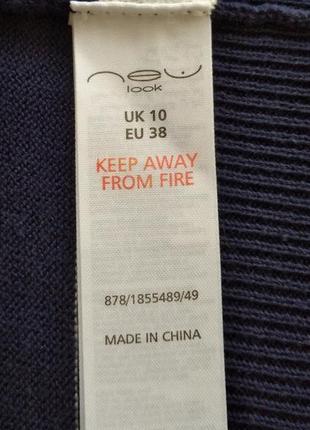 new
look
UK 10
EU 38
KEEP AWAY
FROM FIRE
878/1855489/49
MADE IN CHINA